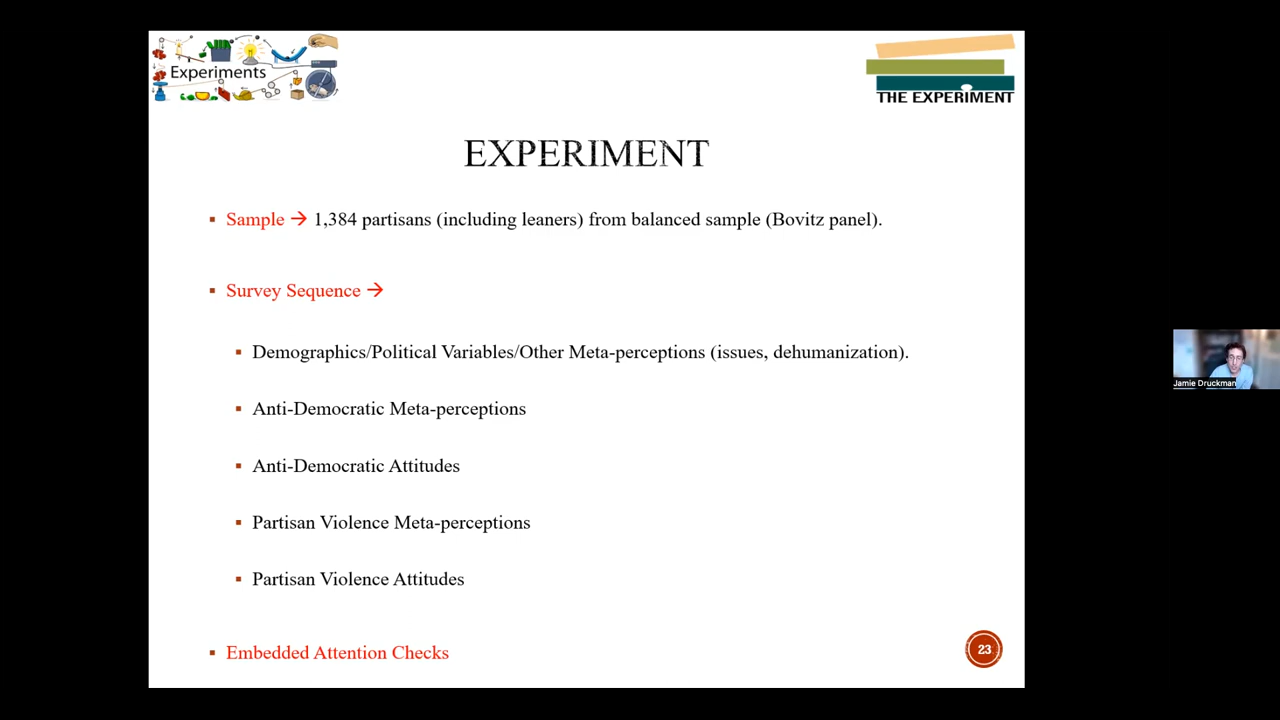 Experiments
THE EXPERIMENT
EXPERIMENT
▪ Sample → 1,384 partisans (including leaners) from balanced sample (Bovitz panel).
▪ Survey Sequence →
▪ Demographics/Political Variables/Other Meta-perceptions (issues, dehumanization).
▪ Anti-Democratic Meta-perceptions
▪ Anti-Democratic Attitudes
▪ Partisan Violence Meta-perceptions
▪ Partisan Violence Attitudes
▪ Embedded Attention Checks
23
Jamie Druckman